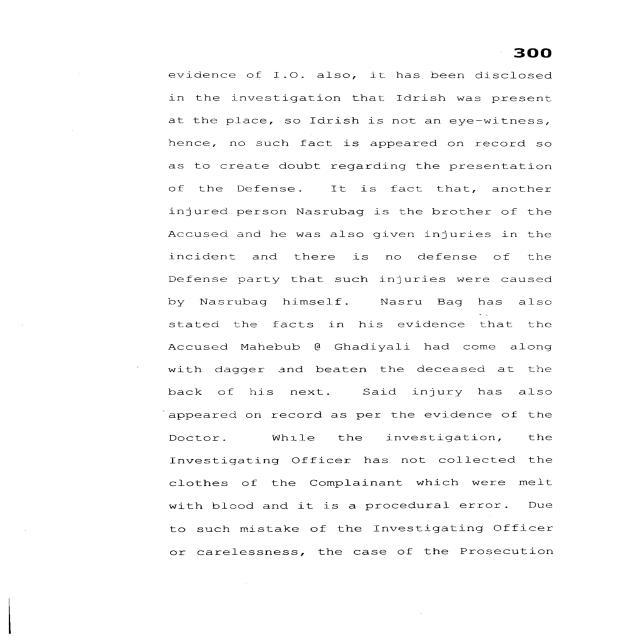 300
evidence of I.O. also, it has been disclosed
in the investigation that Idrish was present
at the place, so Idrish is not an eye-witness,
hence, no such fact is appeared on record so
as to create doubt regarding the presentation
of the Defense. It is fact that, another
injured person Nasrubag is the brother of the
Accused and he was also given injuries in the
incident and there is no defense of the
Defense party that such injuries were caused
by Nasrubag himself. Nasru Bag has also
stated the facts in his evidence that the
Accused Mahebub @ Ghadiyali had come along
with dagger and beaten the deceased at the
back of his next. Said injury has also
appeared on record as per the evidence of the
Doctor. While the investigation, the
Investigating Officer has not collected the
clothes of the Complainant which were melt
with blood and it is a procedural error. Due
to such mistake of the Investigating Officer
or carelessness, the case of the Prosecution